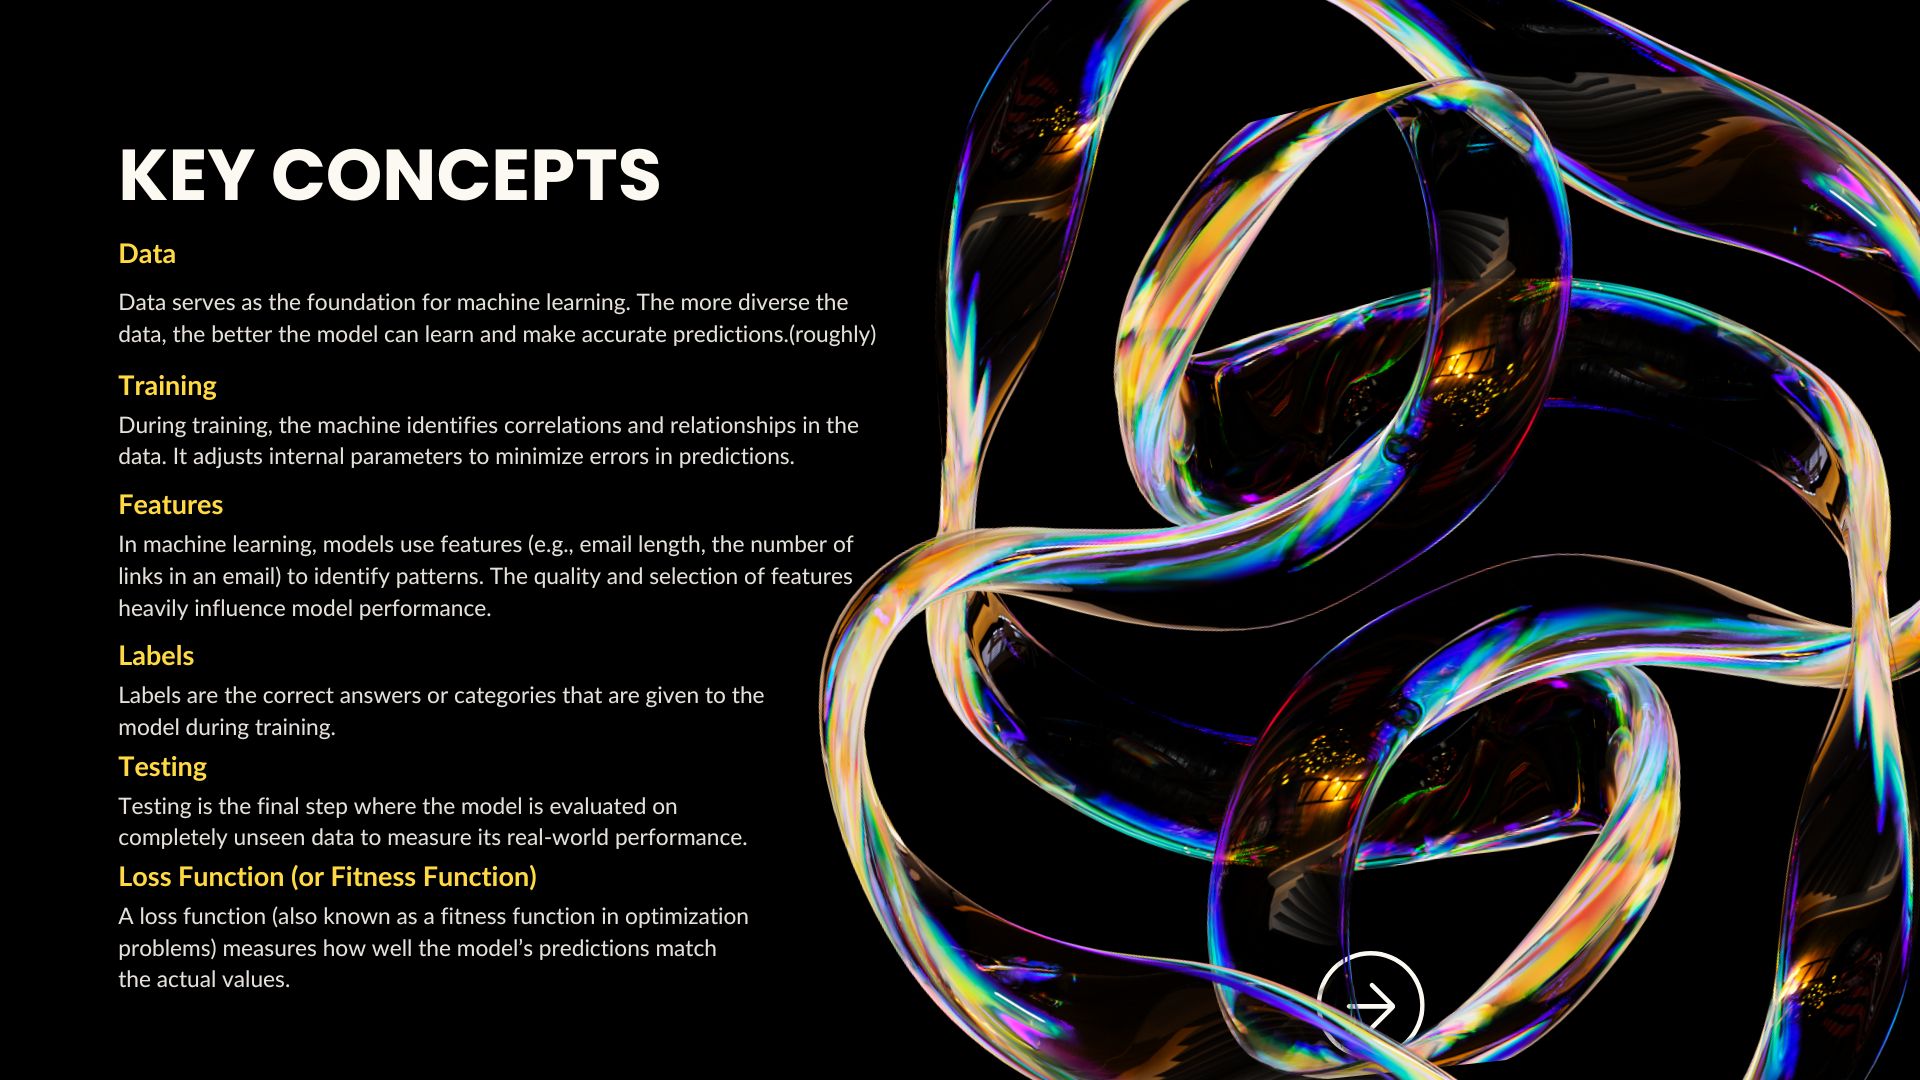 KEY CONCEPTS
Data
Data serves as the foundation for machine learning. The more diverse the
data, the better the model can learn and make accurate predictions.(roughly)
Training
During training, the machine identifies correlations and relationships in the
data. It adjusts internal parameters to minimize errors in predictions.
Features
In machine learning, models use features (e.g., email length, the number of
links in an email) to identify patterns. The quality and selection of features
heavily influence model performance.
Labels
Labels are the correct answers or categories that are given to the
model during training.
Testing
Testing is the final step where the model is evaluated on
completely unseen data to measure its real-world performance.
Loss Function (or Fitness Function)
A loss function (also known as a fitness function in optimization
problems) measures how well the model’s predictions match
the actual values.